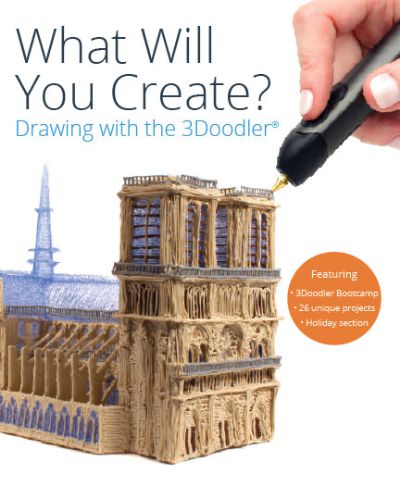 What Will
You Create?
Drawing with the 3Doodler®
Featuring
• 3Doodler Bootcamp
• 26 unique projects
• Holiday section